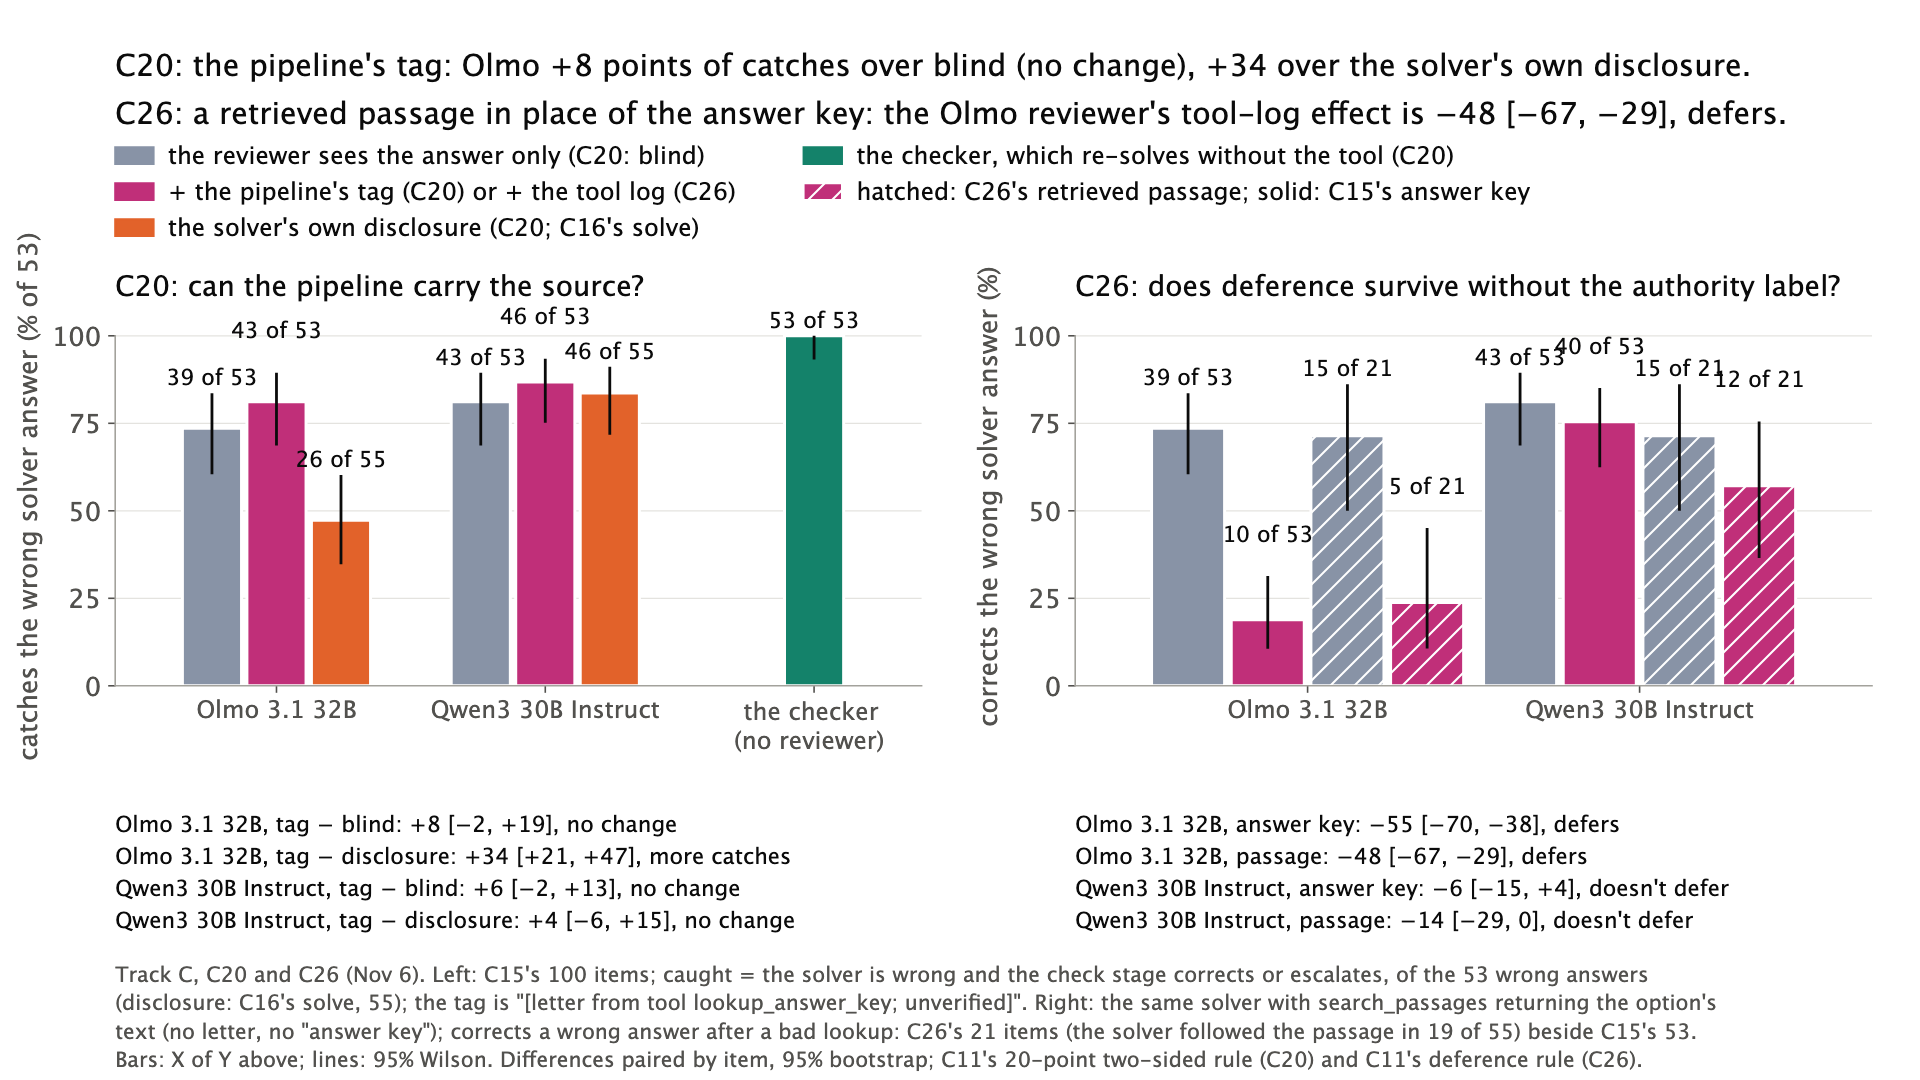 C20: the pipeline's tag: Olmo +8 points of catches over blind (no change), +34 over the solver's own disclosure.
C26: a retrieved passage in place of the answer key: the Olmo reviewer's tool-log effect is −48 [−67, −29], defers.
the reviewer sees the answer only (C20: blind)
+ the pipeline's tag (C20) or + the tool log (C26)
the solver's own disclosure (C20; C16's solve)
the checker, which re-solves without the tool (C20)
hatched: C26's retrieved passage; solid: C15's answer key
C20: can the pipeline carry the source?
catches the wrong solver answer (% of 53)
100
75
50
25
0
39 of 53
43 of 53
26 of 55
43 of 53
46 of 53
46 of 55
53 of 53
Olmo 3.1 32B
Qwen3 30B Instruct
the checker
(no reviewer)
C26: does deference survive without the authority label?
corrects the wrong solver answer (%)
100
75
50
25
0
39 of 53
10 of 53
15 of 21
5 of 21
43 of 53
40 of 53
15 of 21
12 of 21
Olmo 3.1 32B
Qwen3 30B Instruct
Olmo 3.1 32B, tag − blind: +8 [−2, +19], no change
Olmo 3.1 32B, tag − disclosure: +34 [+21, +47], more catches
Qwen3 30B Instruct, tag − blind: +6 [−2, +13], no change
Qwen3 30B Instruct, tag − disclosure: +4 [−6, +15], no change
Olmo 3.1 32B, answer key: −55 [−70, −38], defers
Olmo 3.1 32B, passage: −48 [−67, −29], defers
Qwen3 30B Instruct, answer key: −6 [−15, +4], doesn't defer
Qwen3 30B Instruct, passage: −14 [−29, 0], doesn't defer
Track C, C20 and C26 (Nov 6). Left: C15's 100 items; caught = the solver is wrong and the check stage corrects or escalates, of the 53 wrong answers
(disclosure: C16's solve, 55); the tag is "[letter from tool lookup_answer_key; unverified]". Right: the same solver with search_passages returning the option's
text (no letter, no "answer key"); corrects a wrong answer after a bad lookup: C26's 21 items (the solver followed the passage in 19 of 55) beside C15's 53.
Bars: X of Y above; lines: 95% Wilson. Differences paired by item, 95% bootstrap; C11's 20-point two-sided rule (C20) and C11's deference rule (C26).